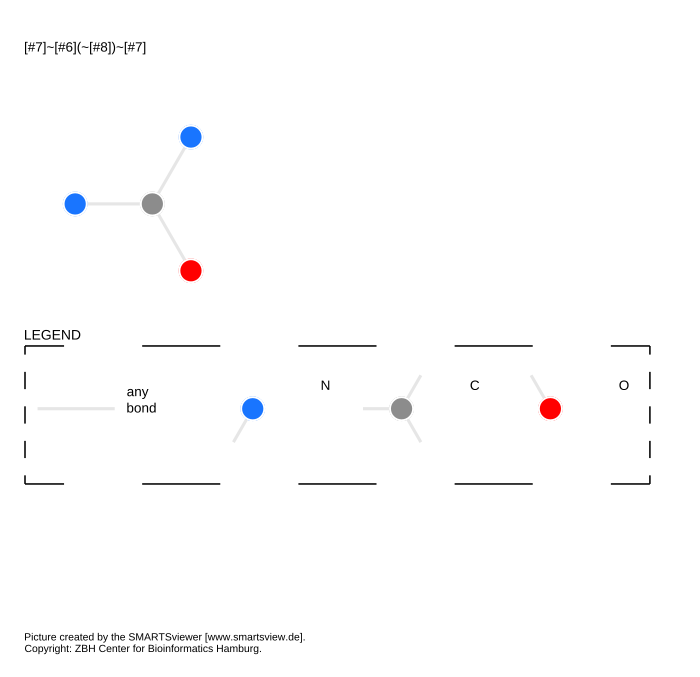 [#7]~[#6](~[#8])~[#7]
LEGEND
any
bond
N
C
O
Picture created by the SMARTSviewer [www.smartsview.de].
Copyright: ZBH Center for Bioinformatics Hamburg.